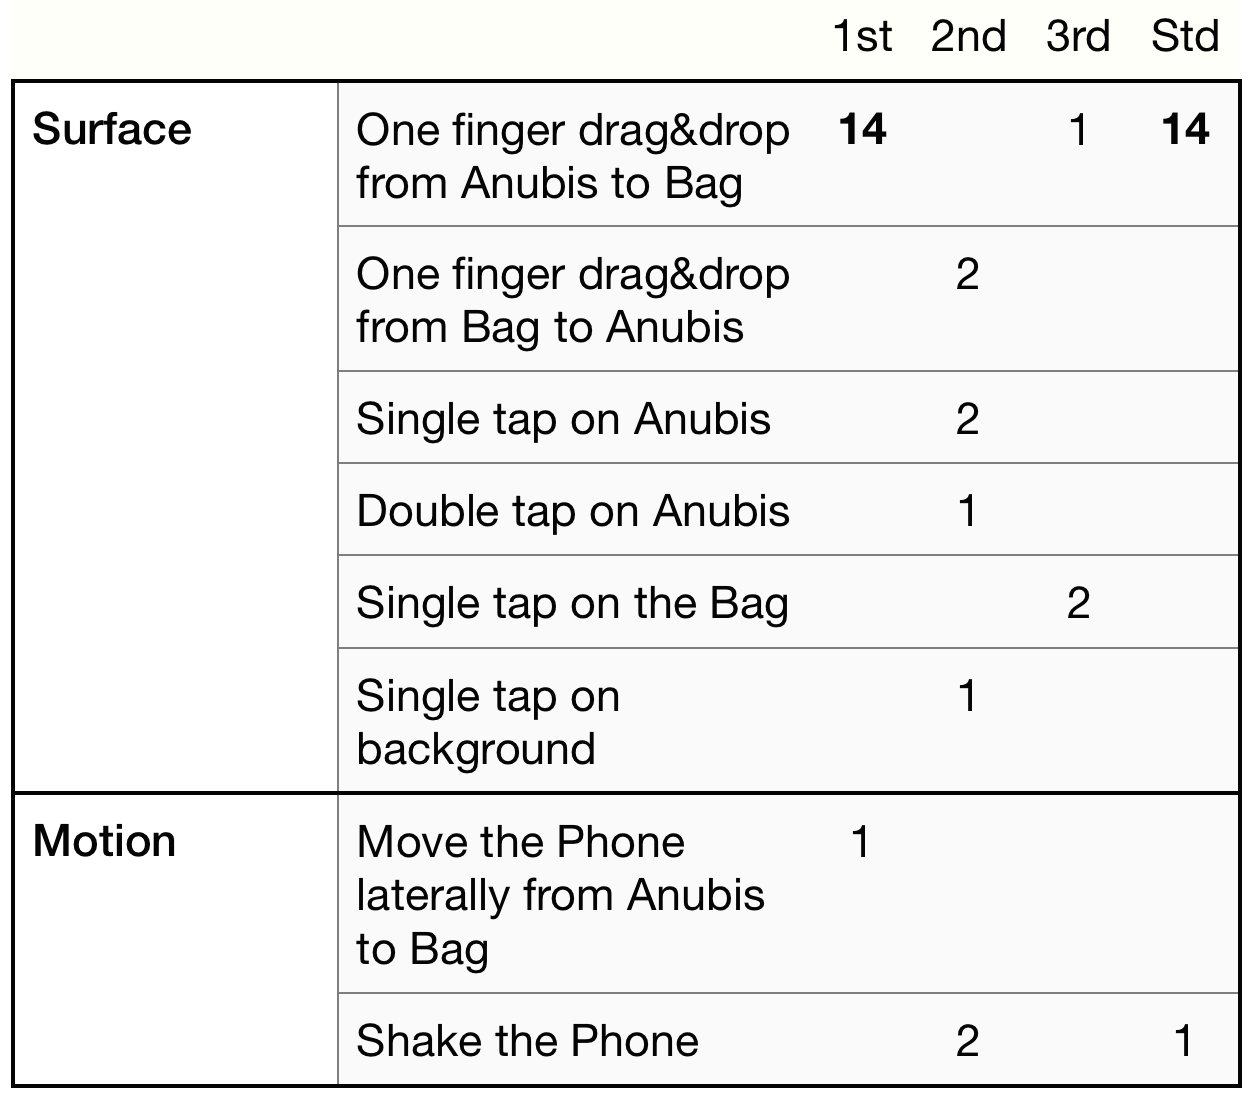 1st 2nd 3rd Std
Surface One finger drag&drop 14 1 14
from Anubis to Bag
One finger drag&drop 2
from Bag to Anubis
Single tap on Anubis 2
Double tap on Anubis 1
Single tap on the Bag 2
Single tap on 1
background
Motion Move the Phone 1
laterally from Anubis
to Bag
Shake the Phone 2 1